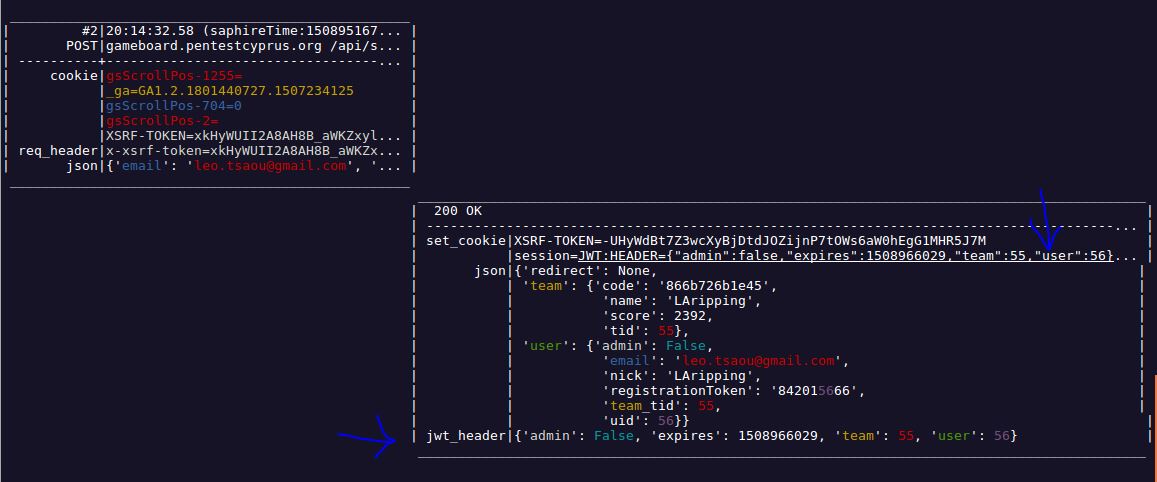 #2|20:14:32.58 (saphireTime:150895167... |
POST|gameboard.pentestcyprus.org /api/s... |
| ----------+---------------------------------... |
| cookie|gsScrollPos-1255= |
| |_ga=GA1.2.1801440727.1507234125 |
| |gsScrollPos-704=0 |
| |gsScrollPos-2= |
| |XSRF-TOKEN=xkHyWUII2A8AH8B_aWKZxyl... |
| req_header|x-xsrf-token=xkHyWUII2A8AH8B_aWKZx... |
| json|{'email': 'leo.tsaou@gmail.com', '... |
| 200 OK |
| ---------------------------------------------------------------------------------------... |
| set_cookie|XSRF-TOKEN=-UHyWdBt7Z3wcXyBjDtdJOZijnP7tOWs6aW0hEgG1MHR5J7M |
| |session=JWT:HEADER={"admin":false,"expires":1508966029,"team":55,"user":56}... |
| json|{'redirect': None, |
| | 'team': {'code': '866b726b1e45', |
| | 'name': 'LAripping', |
| | 'score': 2392, |
| | 'tid': 55}, |
| | 'user': {'admin': False, |
| | 'email': 'leo.tsaou@gmail.com', |
| | 'nick': 'LAripping', |
| | 'registrationToken': '842015666', |
| | 'team_tid': 55, |
| | 'uid': 56}} |
| jwt_header|{'admin': False, 'expires': 1508966029, 'team': 55, 'user': 56} |